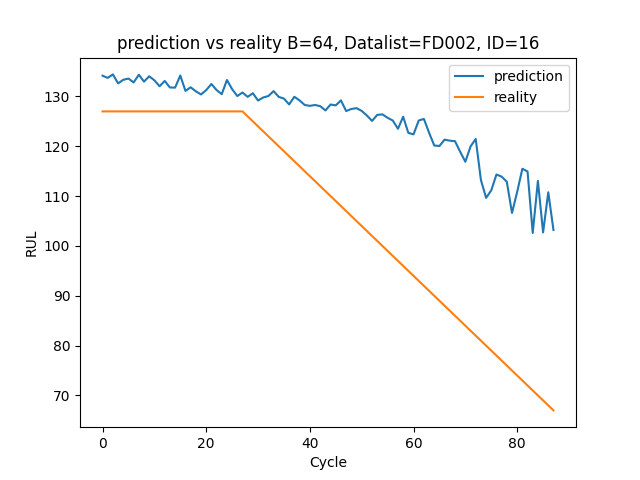 prediction vs reality B=64, Datalist=FD002, ID=16
prediction
reality
RUL
130
120
110
100
90
80
70
0
20
40
60
80
Cycle